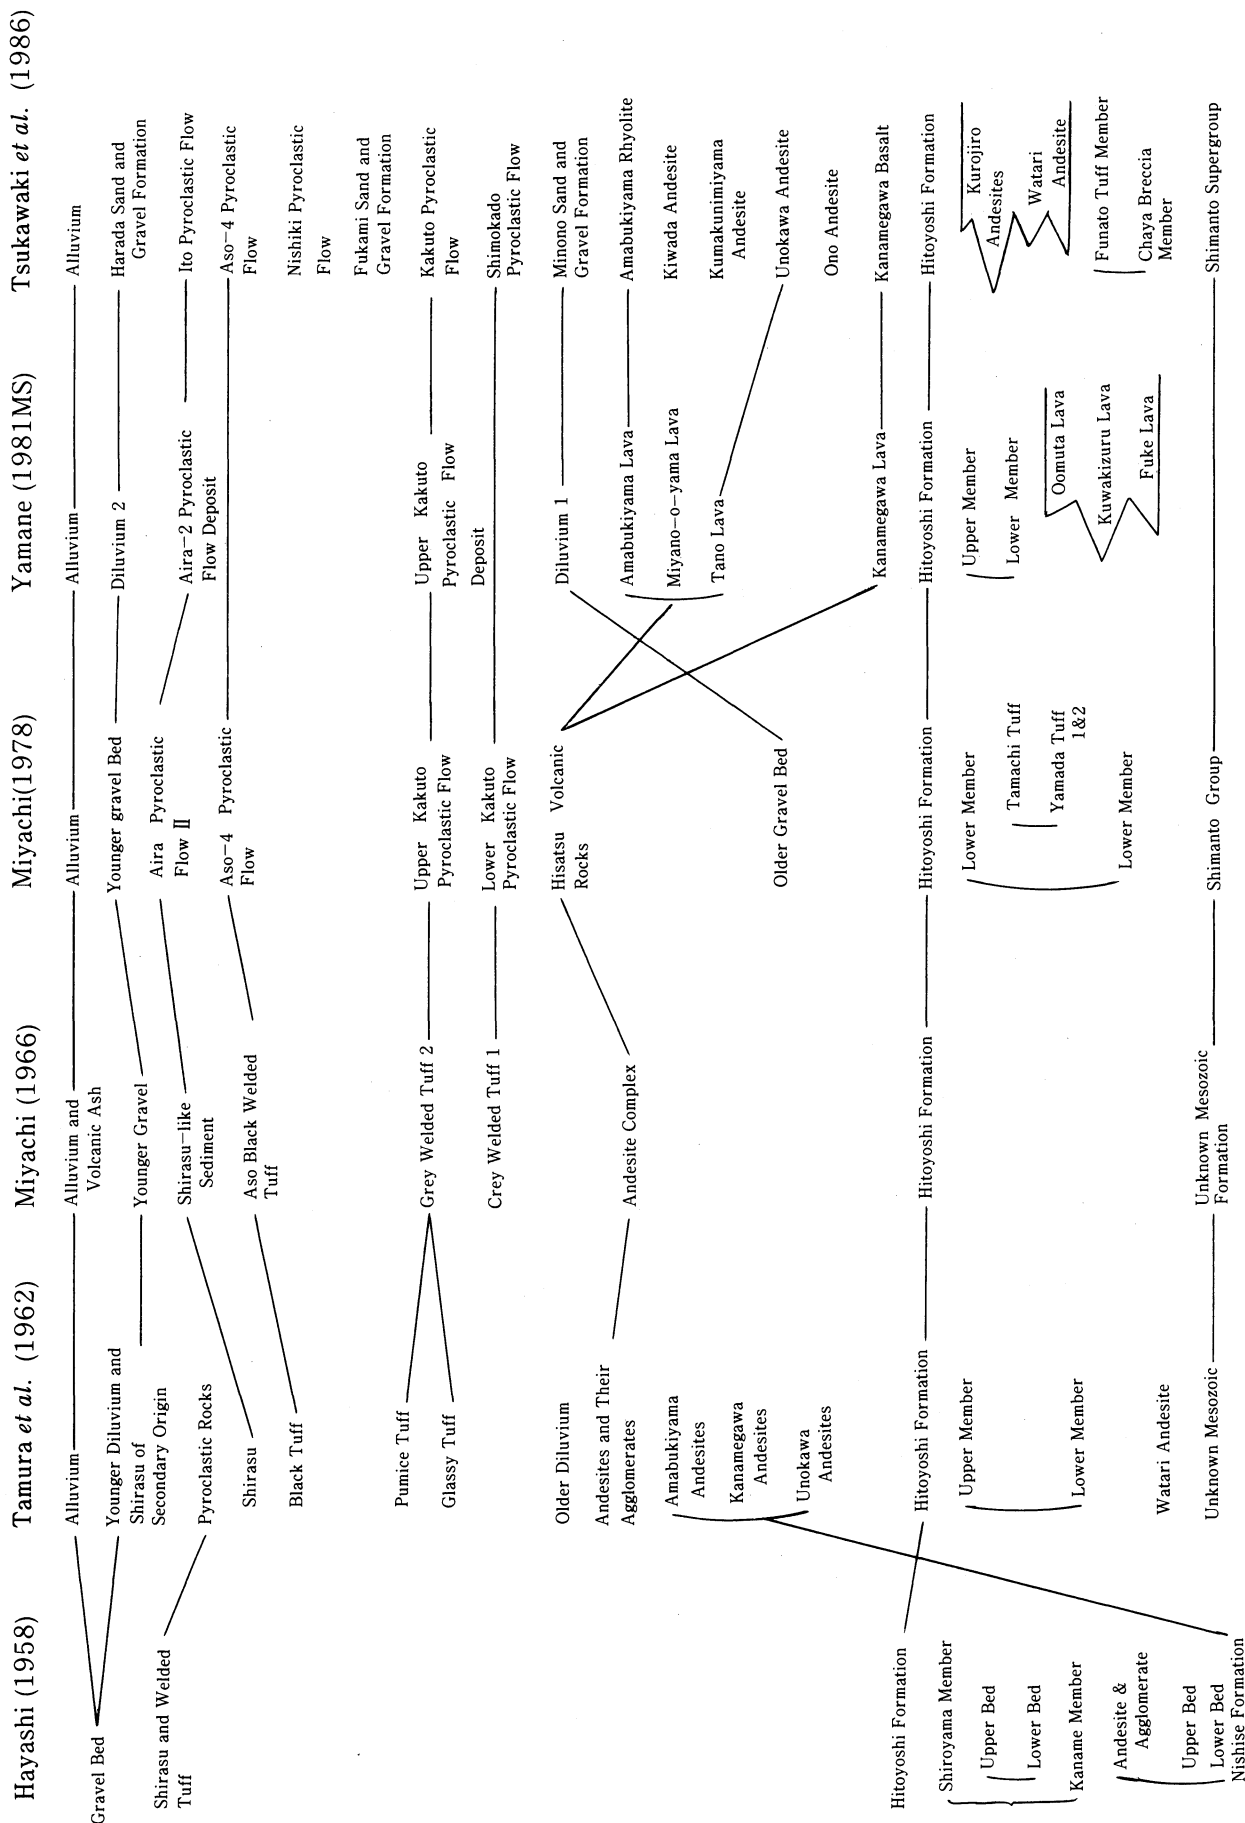 Hayashi (1958)
Gravel Bed
Shirasu and Welded
Tuff
Hitoyoshi Formation
Shiroyama Member
Upper Bed
Lower Bed
Kaname Member
Andesite &
Agglomerate
Upper Bed
Lower Bed
Nishise Formation
Tamura et al. (1962)
Alluvium
Younger Diluvium and
Shirasu of
Secondary Origin
Pyroclastic Rocks
Shirasu
Black Tuff
Pumice Tuff
Glassy Tuff
Older Diluvium
Andesites and Their
Agglomerates
Amabukiyama
Andesites
Kanamegawa
Andesites
Unokawa
Andesites
Hitoyoshi Formation
Upper Member
Lower Member
Watari Andesite
Unknown Mesozoic
Miyachi (1966)
Alluvium and
Volcanic Ash
Younger Gravel
Shirasu-like
Sediment
Aso Black Welded
Tuff
Grey Welded Tuff 2
Crey Welded Tuff 1
Andesite Complex
Hitoyoshi Formation
Unknown Mesozoic
Formation
Miyachi(1978)
Alluvium
Younger gravel Bed
Aira Pyroclastic
Flow II
Aso-4 Pyroclastic
Flow
Upper Kakuto
Pyroclastic Flow
Lower Kakuto
Pyroclastic Flow
Hisatsu Volcanic
Rocks
Older Gravel Bed
Hitoyoshi Formation
Lower Member
Tamachi Tuff
Yamada Tuff
1&2
Lower Member
Shimanto Group
Yamane (1981MS)
Alluvium
Diluvium 2
Aira-2 Pyroclastic
Flow Deposit
Upper Kakuto
Pyroclastic Flow
Deposit
Diluvium 1
Amabukiyama Lava
Miyano-o-yama Lava
Tano Lava
Kanamegawa Lava
Hitoyoshi Formation
Upper Member
Lower Member
Oomuta Lava
Kuwakizuru Lava
Fuke Lava
Tsukawaki et al. (1986)
Alluvium
Harada Sand and
Gravel Formation
Ito Pyroclastic Flow
Aso-4 Pyroclastic
Flow
Nishiki Pyroclastic
Flow
Fukami Sand and
Gravel Formation
Kakuto Pyroclastic
Flow
Shimokado
Pyroclastic Flow
Minono Sand and
Gravel Formation
Amabukiyama Rhyolite
Kiwada Andesite
Kumakunimiyama
Andesite
Unokawa Andesite
Ono Andesite
Kanamegawa Basalt
Hitoyoshi Formation
Kurojiro
Andesites
Watari
Andesite
Funato Tuff Member
Chaya Breccia
Member
Shimanto Supergroup